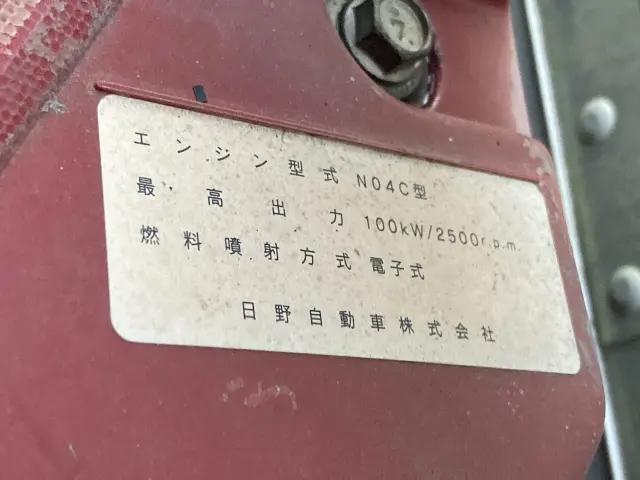 7
エンジン型式 N04C型
最高出力 100kW/2500r.p.m.
燃料噴射方式 電子式
日野自動車株式会社